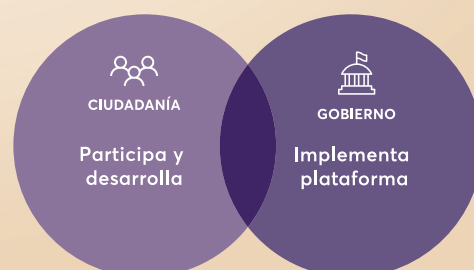 CIUDADANÍA
Participa y
desarrolla
GOBIERNO
Implementa
plataforma